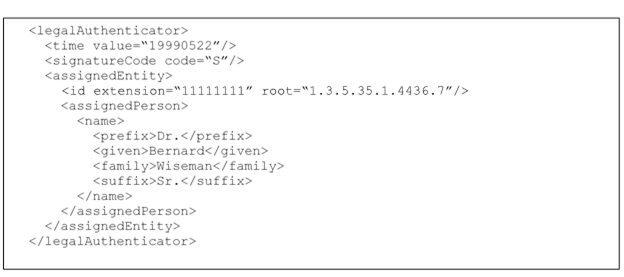 <legalAuthenticator>
<time value=“19990522”/>
<signatureCode code=“S”/>
<assignedEntity>
<id extension=“11111111” root=“1.3.5.35.1.4436.7”/>
<assignedPerson>
<name>
<prefix>Dr.</prefix>
<given>Bernard</given>
<family>Wiseman</family>
<suffix>Sr.</suffix>
</name>
</assignedPerson>
</assignedEntity>
</legalAuthenticator>